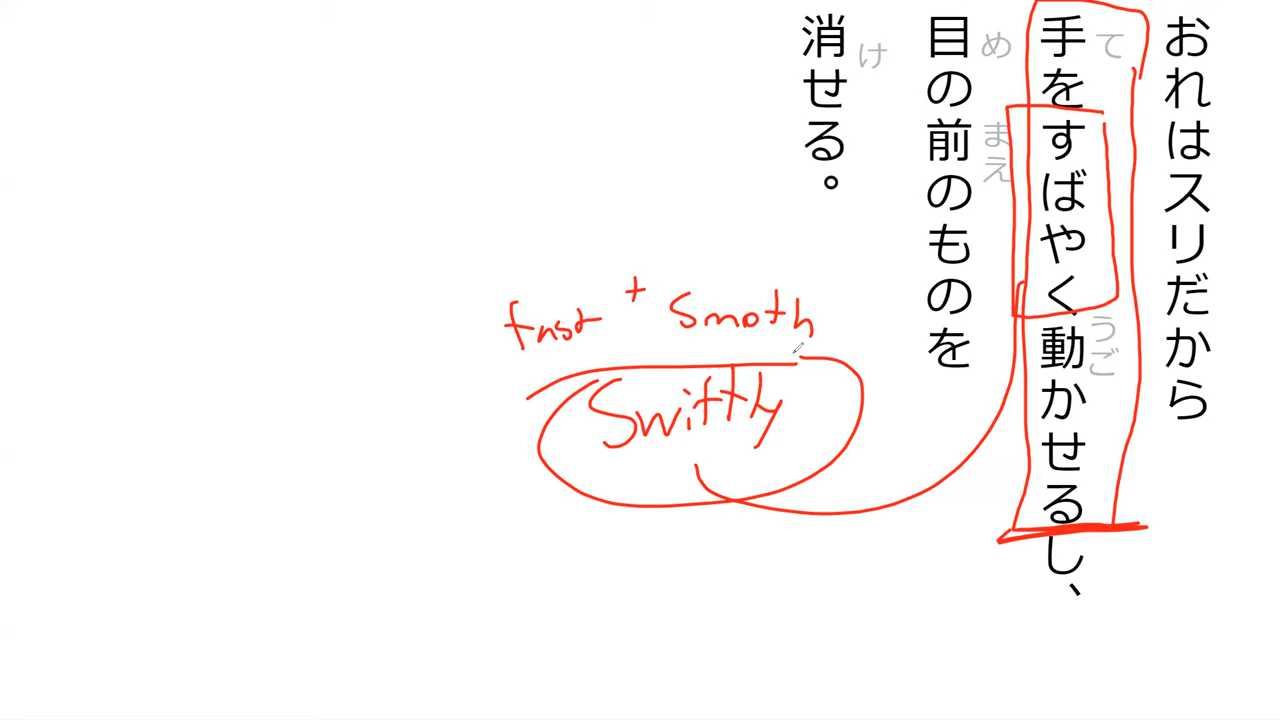 おれはスリだから
手をすばやく動かせるし、
て
うご
目の前のものを
め
まえ
消せる。
け
fast + Smoth
Swiftly